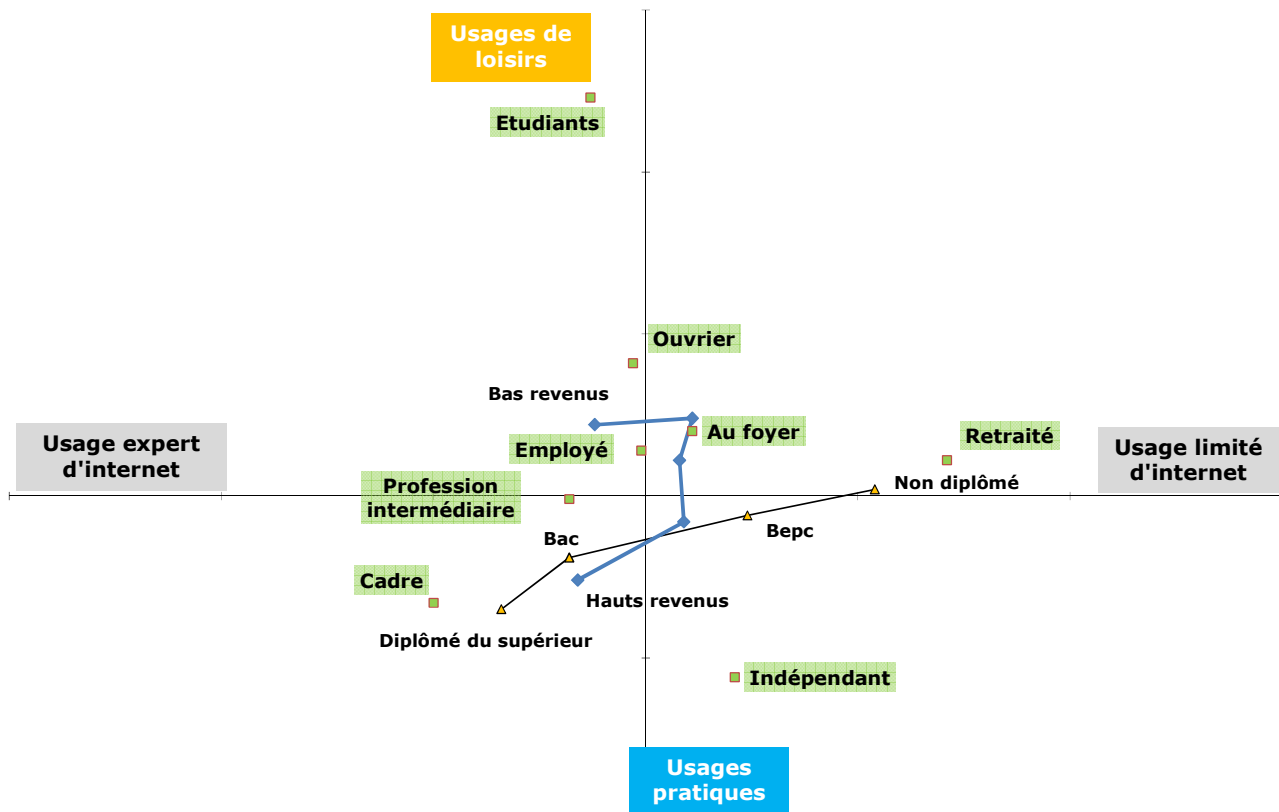 Usages de
loisirs
Etudiants
Ouvrier
Bas revenus
Au foyer
Retraité
Usage expert
d'internet
Employé
Usage limité
d'internet
Non diplômé
Profession
intermédiaire
Bepc
Bac
Cadre
Hauts revenus
Diplômé du supérieur
Indépendant
Usages
pratiques